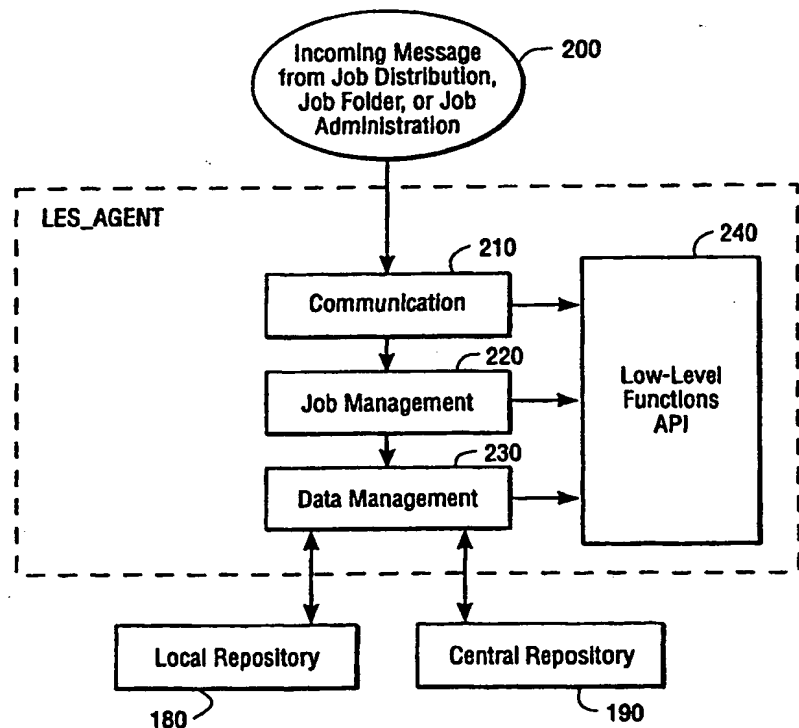 Incoming Message
from Job Distribution,
Job Folder, or Job
Administration
200
LES_AGENT
210
Communication
220
Job Management
230
Data Management
240
Low-Level
Functions
API
Local Repository
180
Central Repository
190